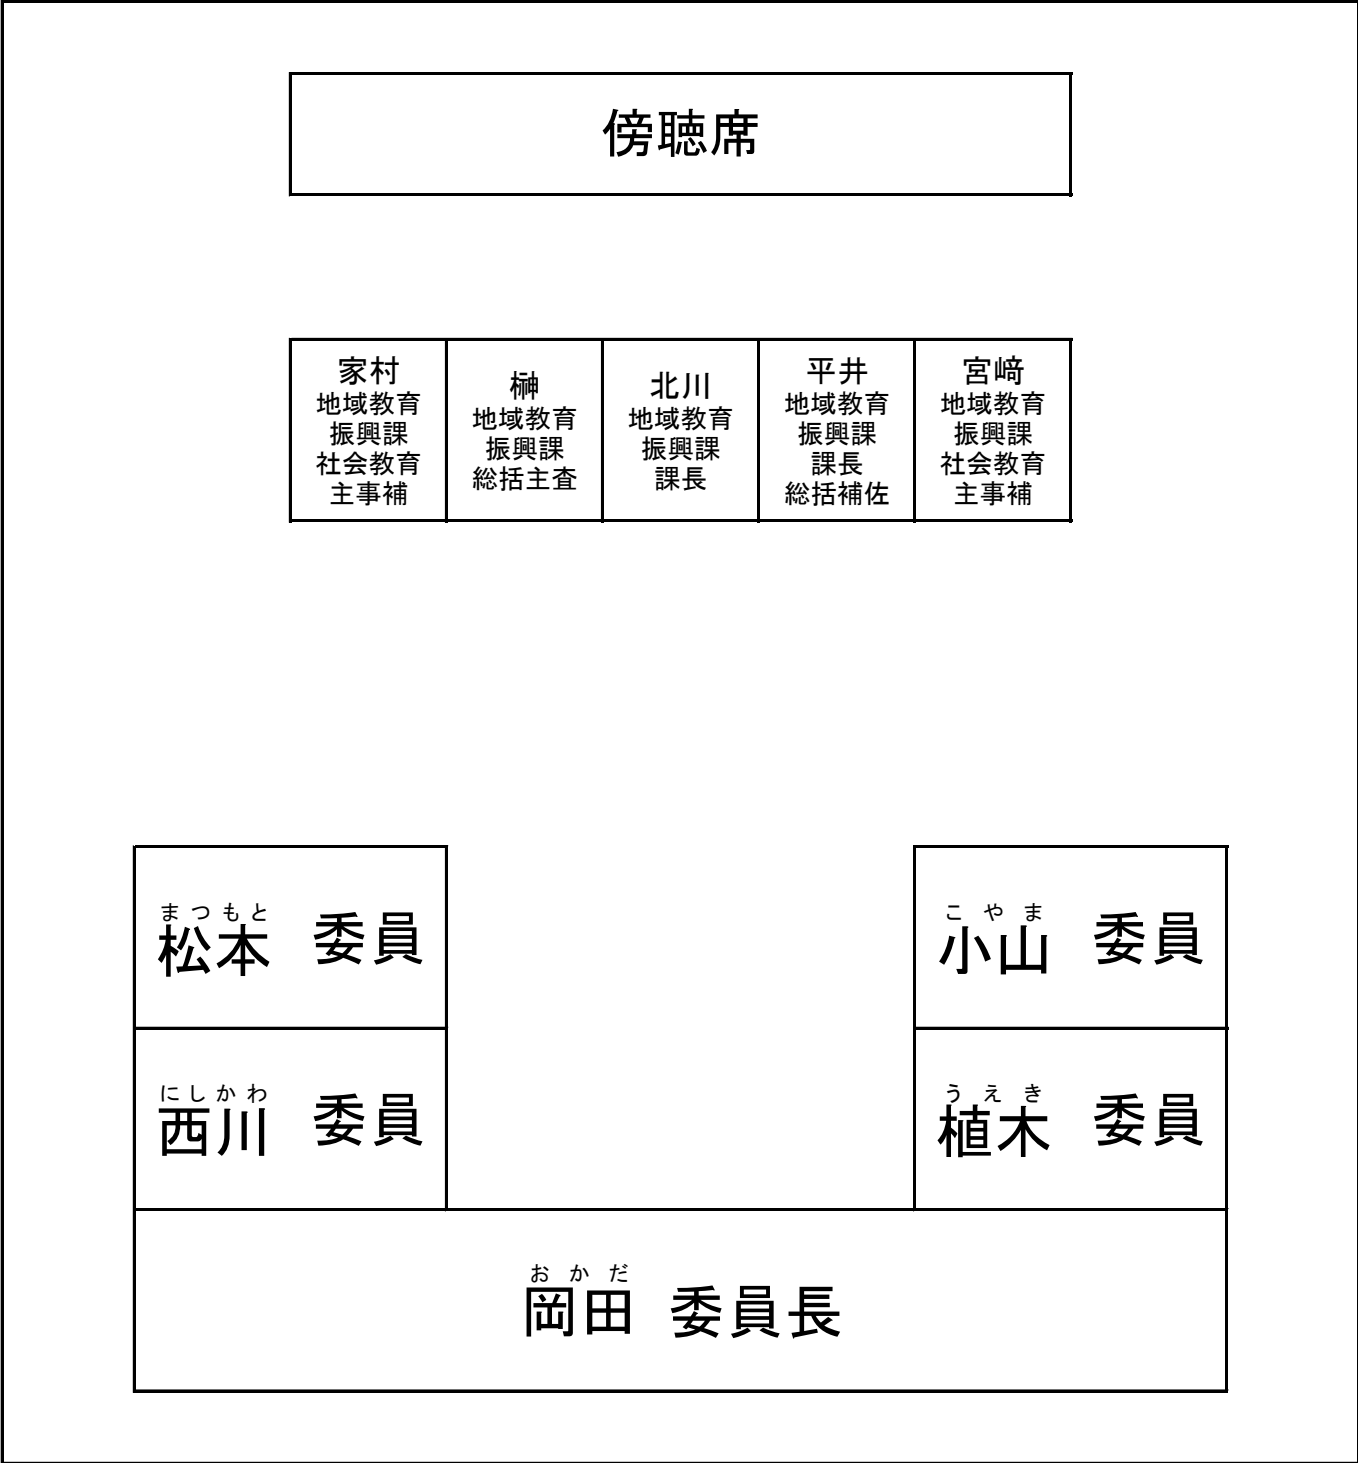 傍聴席
家村
地域教育
振興課
社会教育
主事補
榊
地域教育
振興課
総括主査
北川
地域教育
振興課
課長
平井
地域教育
振興課
課長
総括補佐
宮﨑
地域教育
振興課
社会教育
主事補
まつもと
松本 委員
こやま
小山 委員
にしかわ
西川 委員
うえき
植木 委員
おかだ
岡田 委員長